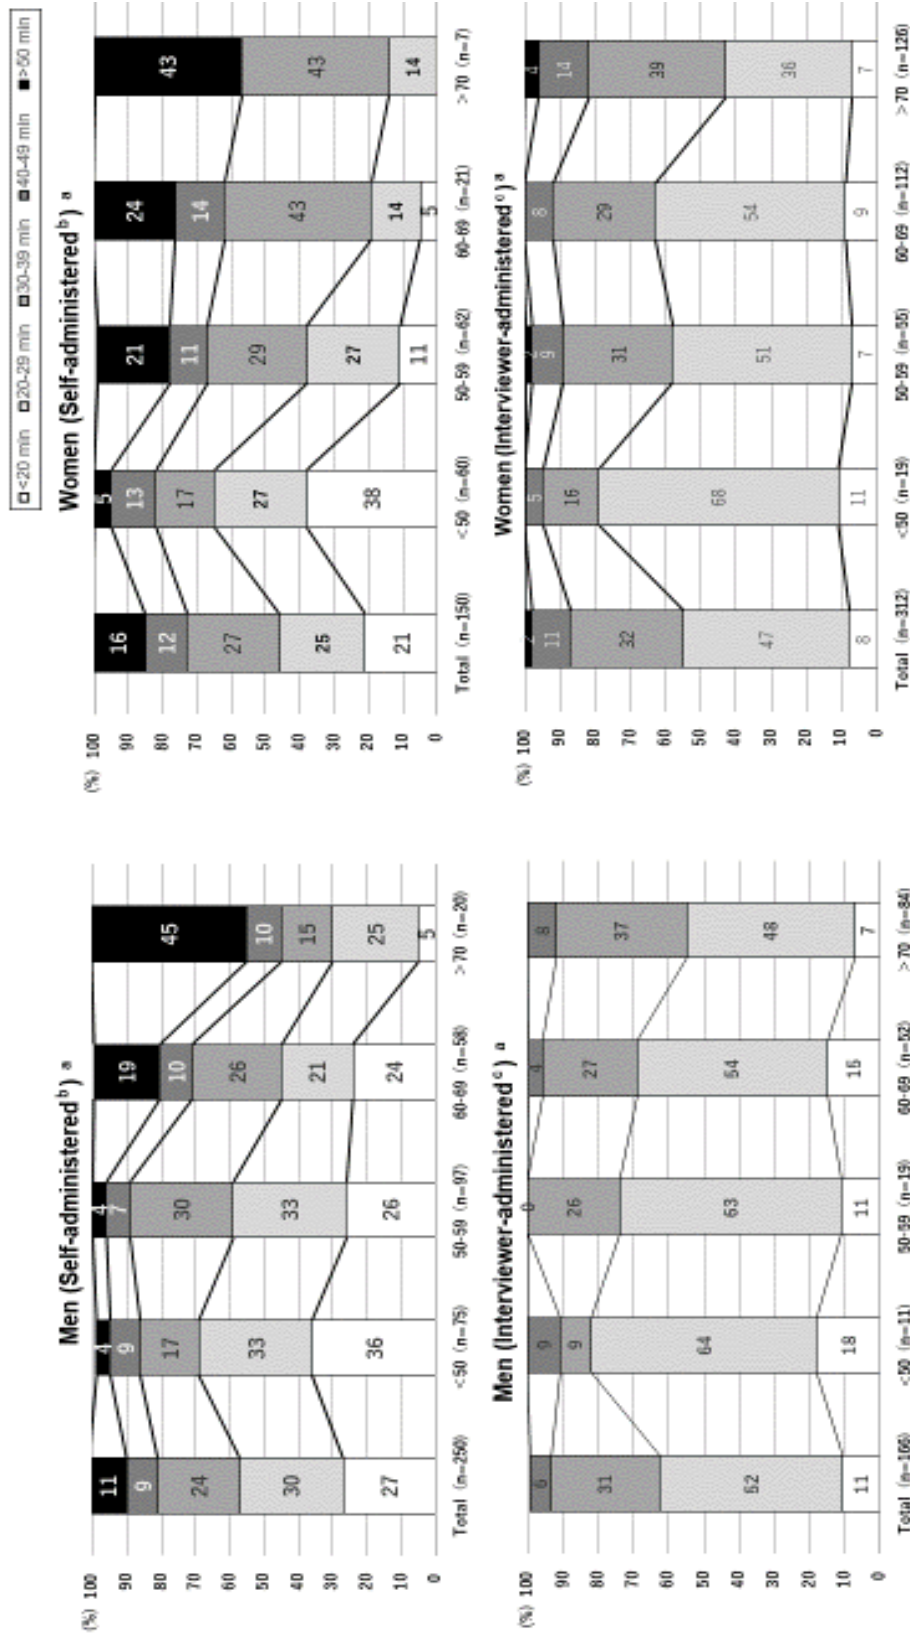 <20 min 20-29 min 30-39 min 40-49 min >50 min
Men (Self-administered b) a
(%) 100
90
80
70
60
50
40
30
20
10
0
11 9 24 30 27
4 9 17 33 36
4 7 30 33 26
19 10 26 21 24
45 10 15 25 5
Total (n=250) <50 (n=75) 50-59 (n=97) 60-69 (n=58) >70 (n=20)
Women (Self-administered b) a
(%) 100
90
80
70
60
50
40
30
20
10
0
16 12 27 25 21
5 13 17 27 38
21 11 29 27 11
24 14 43 14 5
43 43 14
Total (n=150) <50 (n=60) 50-59 (n=62) 60-69 (n=21) >70 (n=7)
Men (Interviewer-administered c) a
(%) 100
90
80
70
60
50
40
30
20
10
0
6 31 52 11
9 9 64 18
0 26 63 11
4 27 54 15
8 37 48 7
Total (n=166) <50 (n=11) 50-59 (n=19) 60-69 (n=52) >70 (n=84)
Women (Interviewer-administered c) a
(%) 100
90
80
70
60
50
40
30
20
10
0
2 11 32 47 8
5 16 68 11
2 9 31 51 7
8 29 54 9
4 14 39 36 7
Total (n=312) <50 (n=19) 50-59 (n=55) 60-69 (n=112) >70 (n=126)